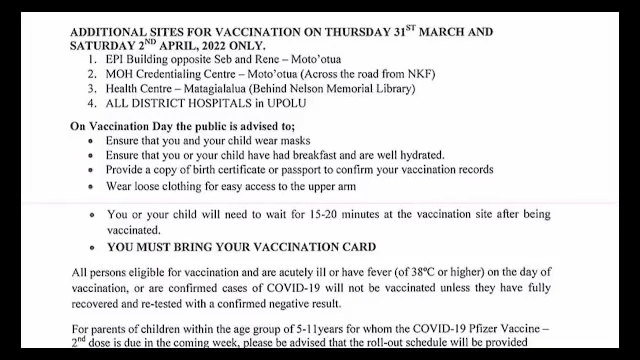 ADDITIONAL SITES FOR VACCINATION ON THURSDAY 31ST MARCH AND
SATURDAY 2ND APRIL, 2022 ONLY.
1. EPI Building opposite Seb and Rene – Moto'otua
2. MOH Credentialing Centre – Moto'otua (Across the road from NKF)
3. Health Centre – Matagialalua (Behind Nelson Memorial Library)
4. ALL DISTRICT HOSPITALS in UPOLU
On Vaccination Day the public is advised to;
• Ensure that you and your child wear masks
• Ensure that you or your child have had breakfast and are well hydrated.
• Provide a copy of birth certificate or passport to confirm your vaccination records
• Wear loose clothing for easy access to the upper arm
• You or your child will need to wait for 15-20 minutes at the vaccination site after being
vaccinated.
• YOU MUST BRING YOUR VACCINATION CARD
All persons eligible for vaccination and are acutely ill or have fever (of 38°C or higher) on the day of
vaccination, or are confirmed cases of COVID-19 will not be vaccinated unless they have fully
recovered and re-tested with a confirmed negative result.
For parents of children within the age group of 5-11years for whom the COVID-19 Pfizer Vaccine –
2nd dose is due in the coming week, please be advised that the roll-out schedule will be provided